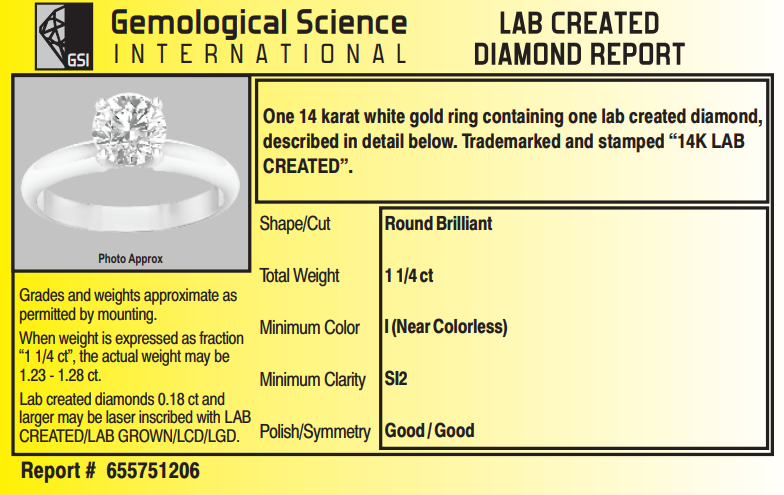 GSI
Gemological Science
INTERNATIONAL
LAB CREATED
DIAMOND REPORT
One 14 karat white gold ring containing one lab created diamond,
described in detail below. Trademarked and stamped “14K LAB
CREATED”.
Photo Approx
Shape/Cut Round Brilliant
Total Weight 1 1/4 ct
Minimum Color I (Near Colorless)
Minimum Clarity SI2
Polish/Symmetry Good / Good
Grades and weights approximate as
permitted by mounting.
When weight is expressed as fraction
“1 1/4 ct”, the actual weight may be
1.23 - 1.28 ct.
Lab created diamonds 0.18 ct and
larger may be laser inscribed with LAB
CREATED/LAB GROWN/LCD/LGD.
Report # 655751206